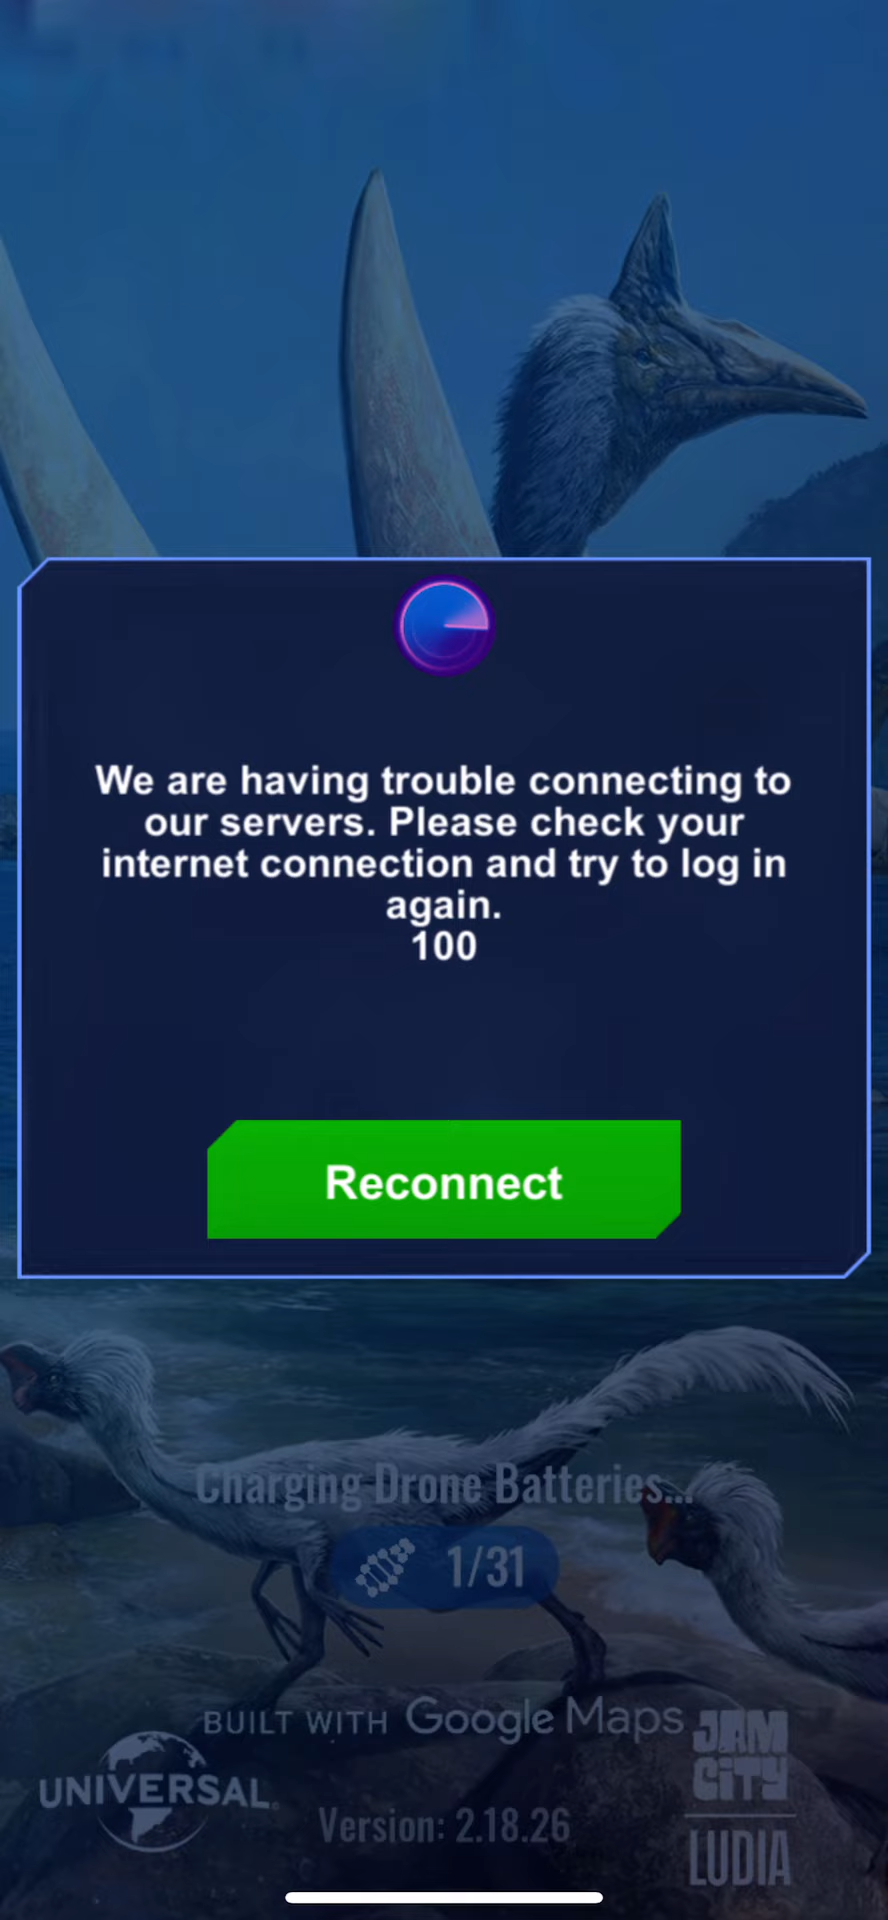 We are having trouble connecting to
our servers. Please check your
internet connection and try to log in
again.
100
Reconnect
Charging Drone Batteries...
1/31
BUILT WITH Google Maps
JAM
CITY
UNIVERSAL
Version: 2.18.26
LUDIA